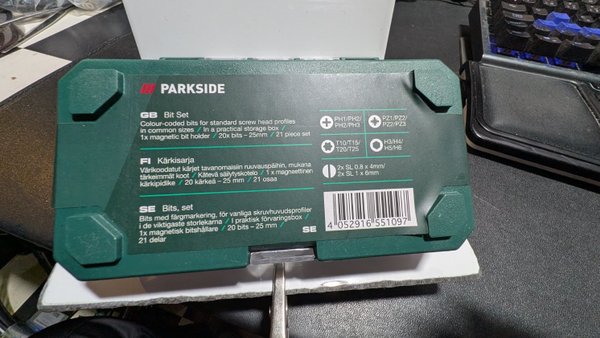 PARKSIDE
GB Bit Set
Colour-coded bits for standard screw head profiles
in common sizes / In a practical storage box /
1x magnetic bit holder / 20x bits – 25mm / 21 piece set
FI Kärkisarja
Värikoodatut kärjet tavanomaisiin ruuvauspäihin, mukana
tärkeimmät koot / Kätevä säilytyskotelo / 1 x magneettinen
kärkipidike / 20 kärkeä – 25 mm / 21 osaa
SE Bits, set
Bits med färgmarkering, för vanliga skruvhuvudprofiler
i de viktigaste storlekarna / I praktisk förvaringsbox /
1x magnetisk bitshållare / 20 bits – 25 mm /
21 delar
PH1/PH2/
PH2/PH3
PZ1/PZ2/
PZ2/PZ3
T10/T15/
T20/T25
H3/H4/
H5/H6
2x SL 0.8 x 4mm/
2x SL 1 x 6mm
SE
4 052916 551097